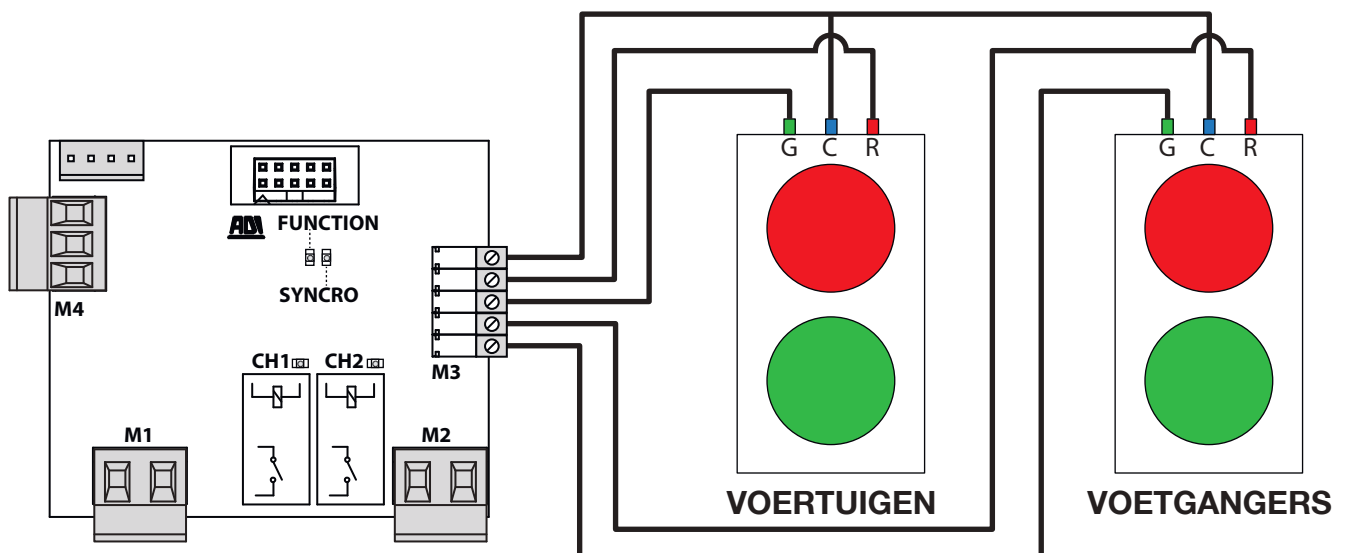 G C R
G C R
ADI FUNCTION
SYNCRO
M4
CH1 CH2
M3
M1
M2
VOERTUIGEN
VOETGANGERS